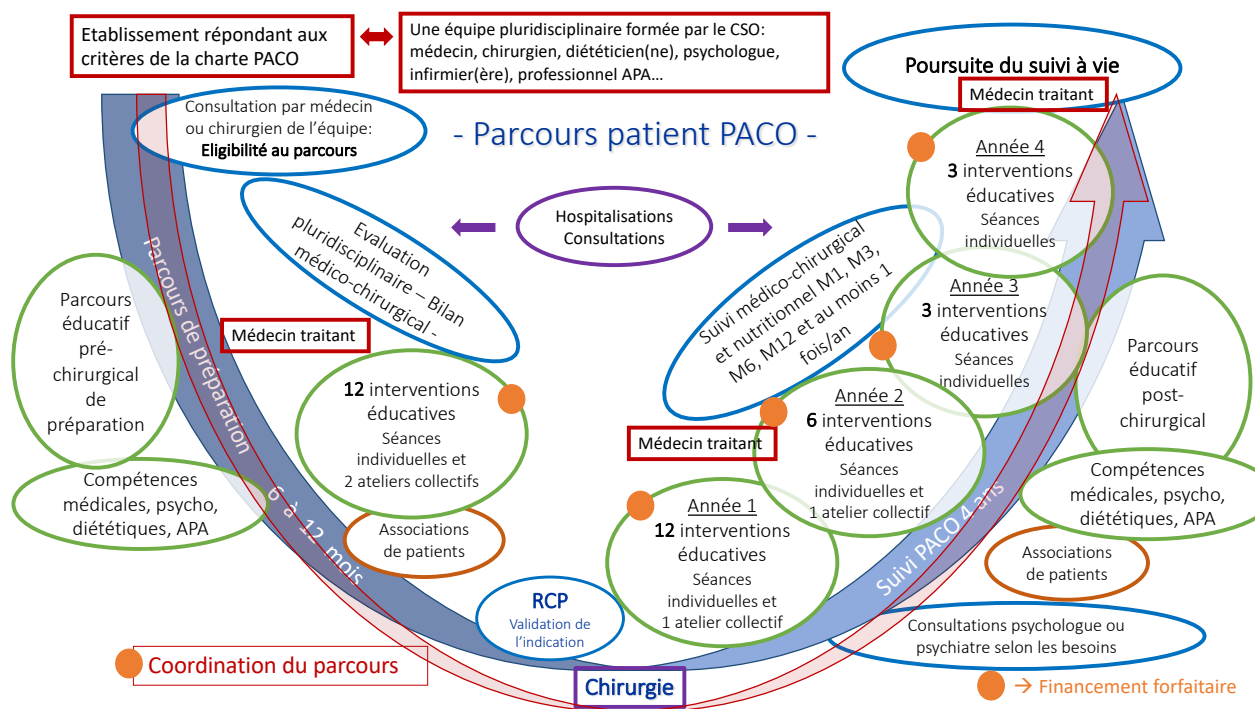 Etablissement répondant aux
critères de la charte PACO
Une équipe pluridisciplinaire formée par le CSO:
médecin, chirurgien, diététicien(ne), psychologue,
infirmier(ère), professionnel APA…
Poursuite du suivi à vie
Médecin traitant
Consultation par médecin
ou chirurgien de l'équipe:
Eligibilité au parcours
- Parcours patient PACO -
Hospitalisations
Consultations
Evaluation
pluridisciplinaire – Bilan
médico-chirurgical -
Médecin traitant
Parcours de préparation 6 à 12 mois
Parcours
éducatif
pré-
chirurgical
de
préparation
Compétences
médicales, psycho,
diététiques, APA
12 interventions
éducatives
Séances
individuelles et
2 ateliers collectifs
Associations
de patients
RCP
Validation de
l'indication
Chirurgie
Suivi médico-chirurgical
et nutritionnel M1, M3,
M6, M12 et au moins 1
fois/an
Médecin traitant
Année 1
12 interventions
éducatives
Séances
individuelles et
1 atelier collectif
Année 2
6 interventions
éducatives
Séances
individuelles et
1 atelier collectif
Année 3
3 interventions
éducatives
Séances
individuelles
Année 4
3 interventions
éducatives
Séances
individuelles
Suivi PACO 4 ans
Parcours
éducatif
post-
chirurgical
Compétences
médicales, psycho,
diététiques, APA
Associations
de patients
Consultations psychologue ou
psychiatre selon les besoins
Coordination du parcours
→ Financement forfaitaire